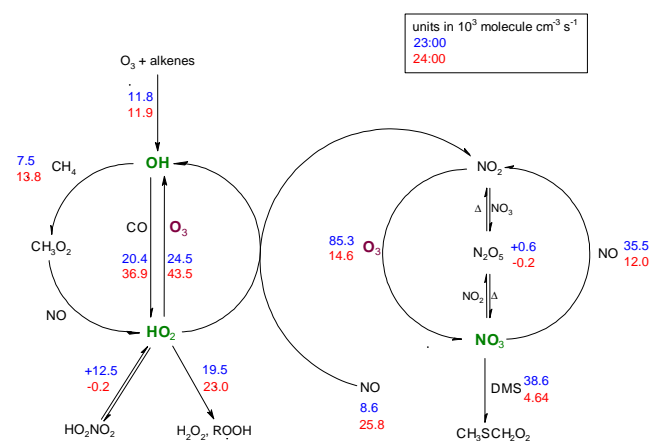 units in 10³ molecule cm⁻³ s⁻¹
23:00
24:00
O₃ + alkenes
11.8
11.9
7.5
13.8
CH₄
OH
NO₂
Δ
NO₃
CO
O₃
CH₃O₂
20.4
36.9
24.5
43.5
85.3
14.6
O₃
N₂O₅
+0.6
-0.2
NO
35.5
12.0
NO₂
Δ
NO
HO₂
NO₃
+12.5
-0.2
19.5
23.0
NO
8.6
25.8
DMS
38.6
4.64
HO₂NO₂
H₂O₂, ROOH
CH₃SCH₂O₂